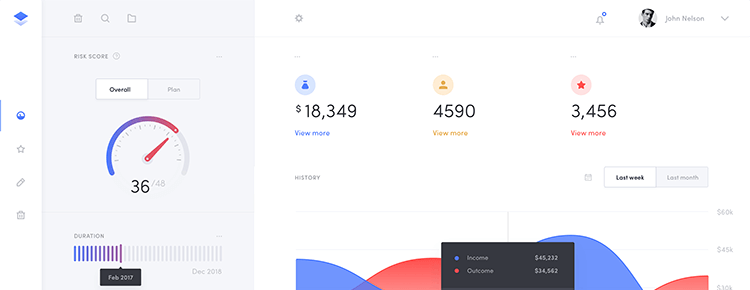 John Nelson
RISK SCORE ?
Overall
Plan
36/48
DURATION
Feb 2017
Dec 2018
$18,349
View more
4590
View more
3,456
View more
HISTORY
Last week
Last month
$60k
$45k
$30k
Income $45,232
Outcome $34,562